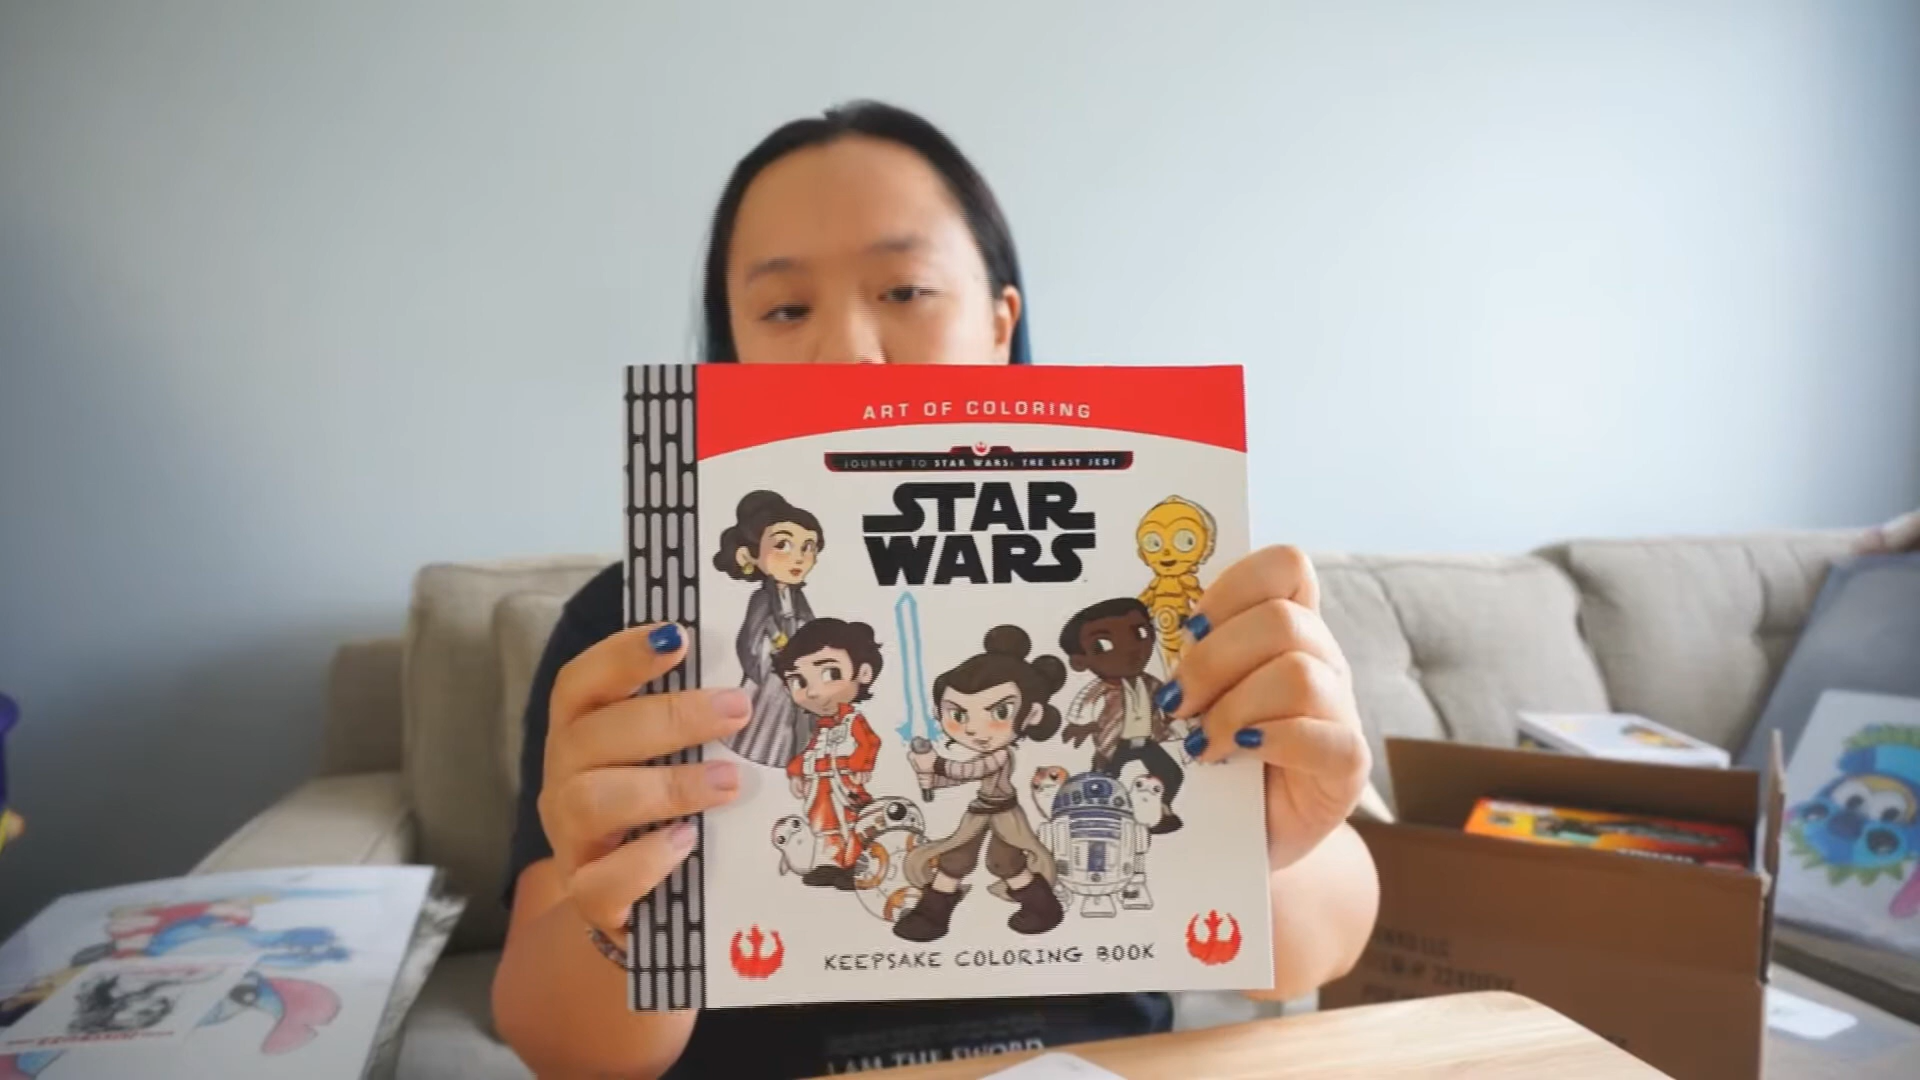 ART OF COLORING
JOURNEY TO STAR WARS: THE LAST JEDI
STAR
WARS
KEEPSAKE COLORING BOOK
I AM THE SWORD